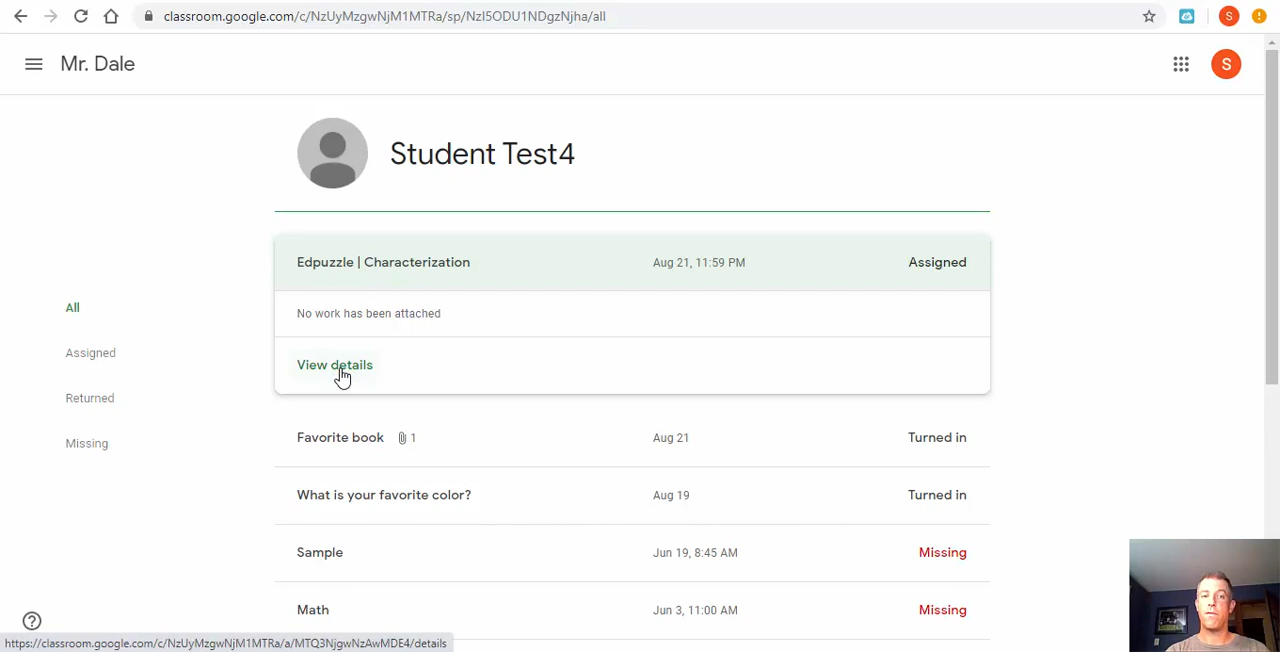 classroom.google.com/c/NzUyMzgwNjM1MTRa/sp/NzI5ODU1NDgzNjha/all
S
Mr. Dale
S
Student Test4
Edpuzzle | Characterization Aug 21, 11:59 PM Assigned
All
No work has been attached
Assigned
View details
Returned
Favorite book 1 Aug 21 Turned in
Missing
What is your favorite color? Aug 19 Turned in
Sample Jun 19, 8:45 AM Missing
Math Jun 3, 11:00 AM Missing
https://classroom.google.com/c/NzUyMzgwNjM1MTRa/a/MTQ3NjgwNzAwMDE4/details